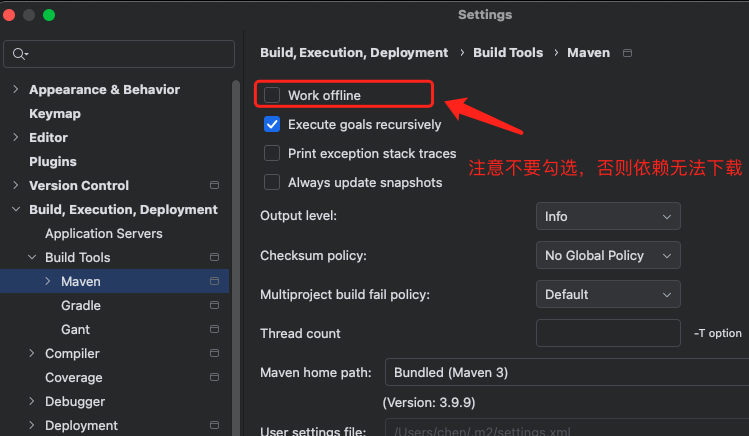 Settings
Build, Execution, Deployment › Build Tools › Maven
Appearance & Behavior
Keymap
Editor
Plugins
Version Control
Build, Execution, Deployment
Application Servers
Build Tools
Maven
Gradle
Gant
Compiler
Coverage
Debugger
Deployment
Work offline
Execute goals recursively
Print exception stack traces
注意不要勾选，否则依赖无法下载
Always update snapshots
Output level: Info
Checksum policy: No Global Policy
Multiproject build fail policy: Default
Thread count -T option
Maven home path: Bundled (Maven 3)
(Version: 3.9.9)
User settings file: /Users/chen/.m2/settings.xml